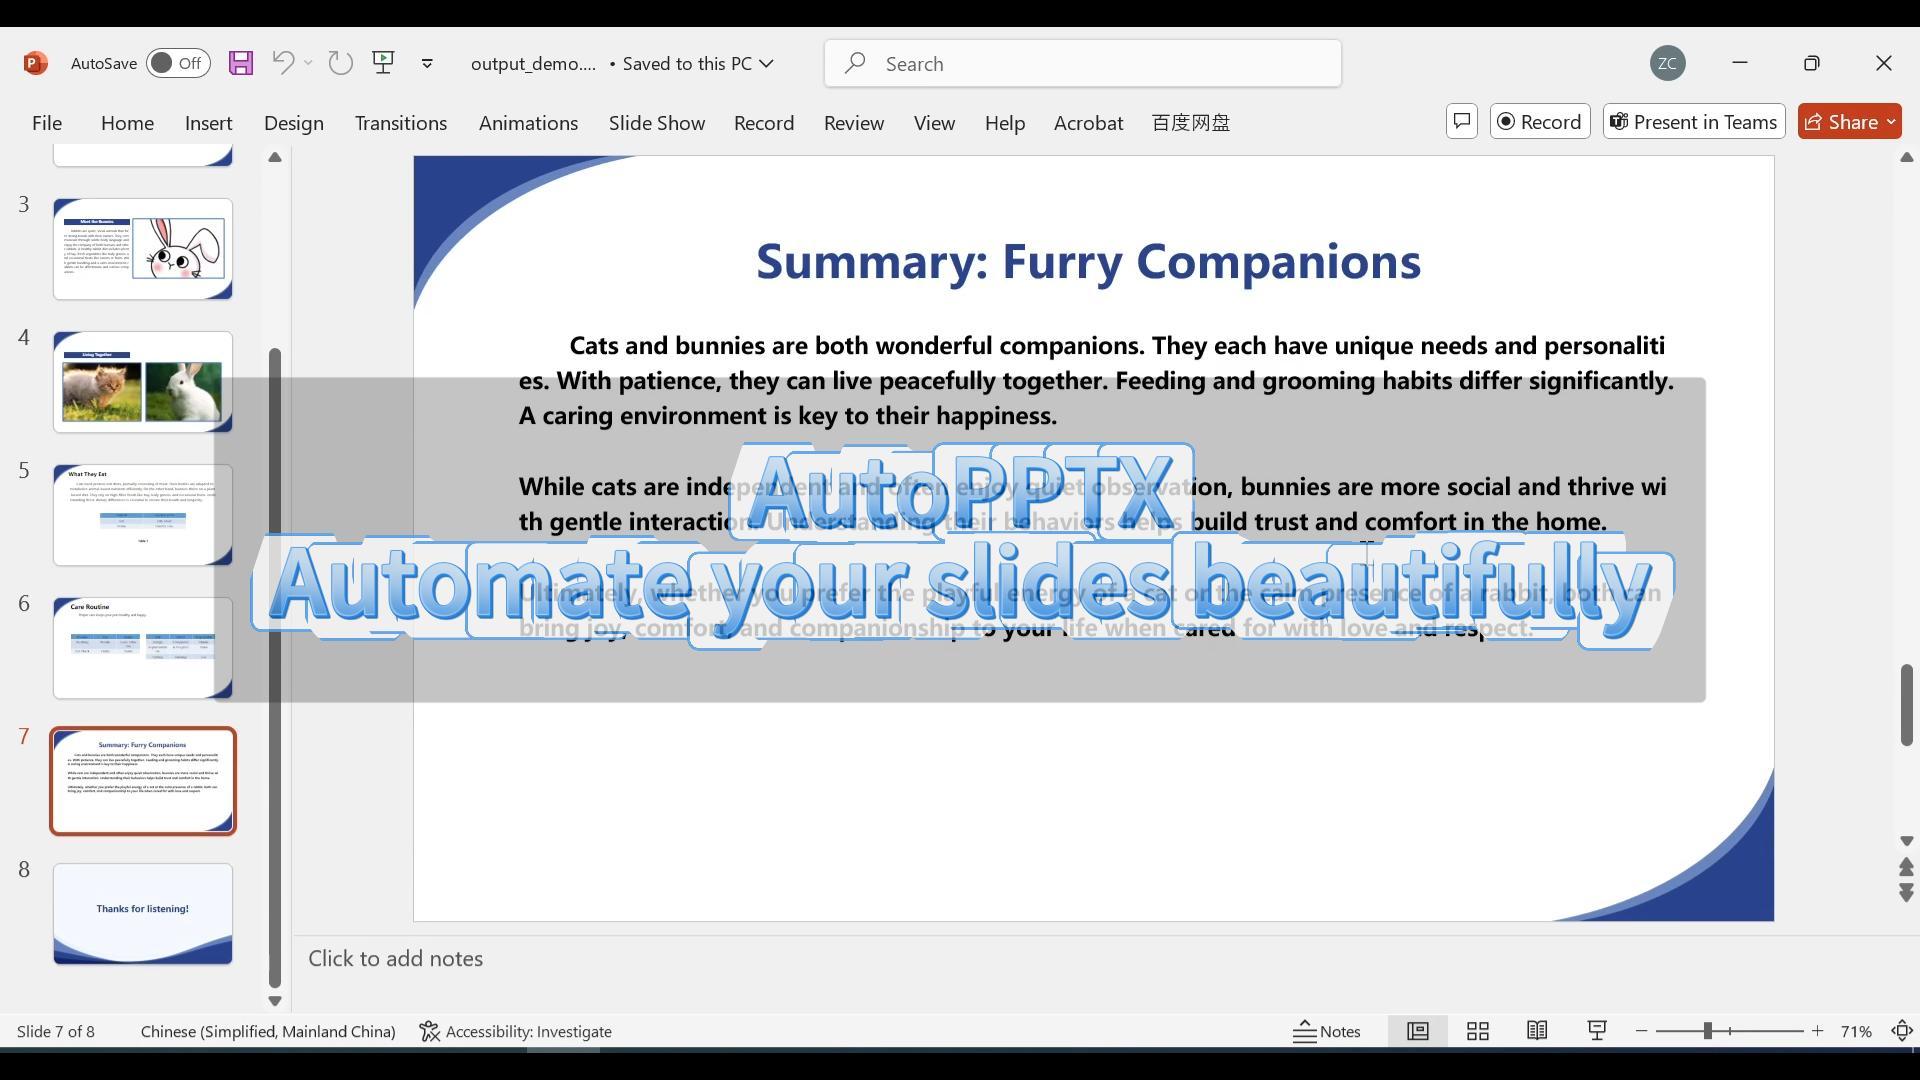 AutoSave Off output_demo.... • Saved to this PC Search ZC
File Home Insert Design Transitions Animations Slide Show Record Review View Help Acrobat 百度网盘 Record Present in Teams Share
3
Meet the Bunnies
4
Living Together
5
What They Eat
Table 1
6
Care Routine
7
Summary: Furry Companions
8
Thanks for listening!
Summary: Furry Companions
Cats and bunnies are both wonderful companions. They each have unique needs and personaliti
es. With patience, they can live peacefully together. Feeding and grooming habits differ significantly.
A caring environment is key to their happiness.
While cats are independent and often enjoy quiet observation, bunnies are more social and thrive wi
th gentle interaction. Understanding their behaviors helps build trust and comfort in the home.
Ultimately, whether you prefer the playful energy of a cat or the calm presence of a rabbit, both can
bring joy, comfort, and companionship to your life when cared for with love and respect.
AutoPPTX
Automate your slides beautifully
Click to add notes
Slide 7 of 8 Chinese (Simplified, Mainland China) Accessibility: Investigate Notes 71%